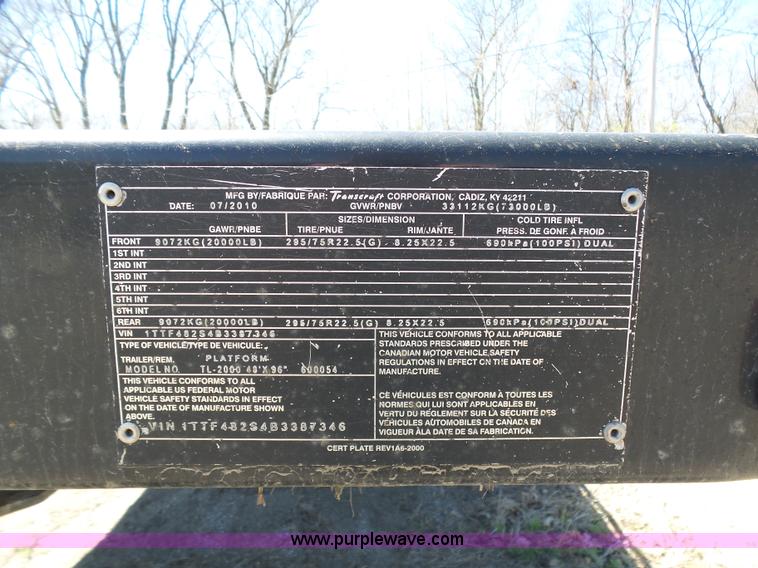 MFG BY/FABRIQUE PAR: Transcraft CORPORATION, CADIZ, KY 42211
DATE: 07/2010 GVWR/PNBV 33112KG(73000LB)
GAWR/PNBE SIZES/DIMENSION COLD TIRE INFL
TIRE/PNUE RIM/JANTE PRESS. DE GONF. À FROID
FRONT 9072KG(20000LB) 295/75R22.5(G) 8.25X22.5 690kPa(100PSI)DUAL
1ST INT
2ND INT
3RD INT
4TH INT
5TH INT
6TH INT
REAR 9072KG(20000LB) 295/75R22.5(G) 8.25X22.5 690kPa(100PSI)DUAL
VIN 1TTF482S4B3387346
TYPE OF VEHICLE/TYPE DE VEHICULE:
TRAILER/REM. PLATFORM
MODEL NO. TL-2000 48'X96" 600054
THIS VEHICLE CONFORMS TO ALL
APPLICABLE US FEDERAL MOTOR
VEHICLE SAFETY STANDARDS IN EFFECT
ON THE DATE OF MANUFACTURE SHOWN
ABOVE.
VIN 1TTF482S4B3387346
THIS VEHICLE CONFORMS TO ALL APPLICABLE
STANDARDS PRESCRIBED UNDER THE
CANADIAN MOTOR VEHICLE SAFETY
REGULATIONS IN EFFECT ON THE DATE OF
MANUFACTURE.
CE VÉHICULES EST CONFORME À TOUTES LES
NORMES QUI LUI SONT APPLICABLES EN
VERTU DU RÉGLEMENT SUR LA SÉCURITÉ DES
VÉHICULES AUTOMOBILES DE CANADA EN
VIGUEUR À LA DATE DE SA FABRICATION.
CERT PLATE REV1A6-2000
www.purplewave.com